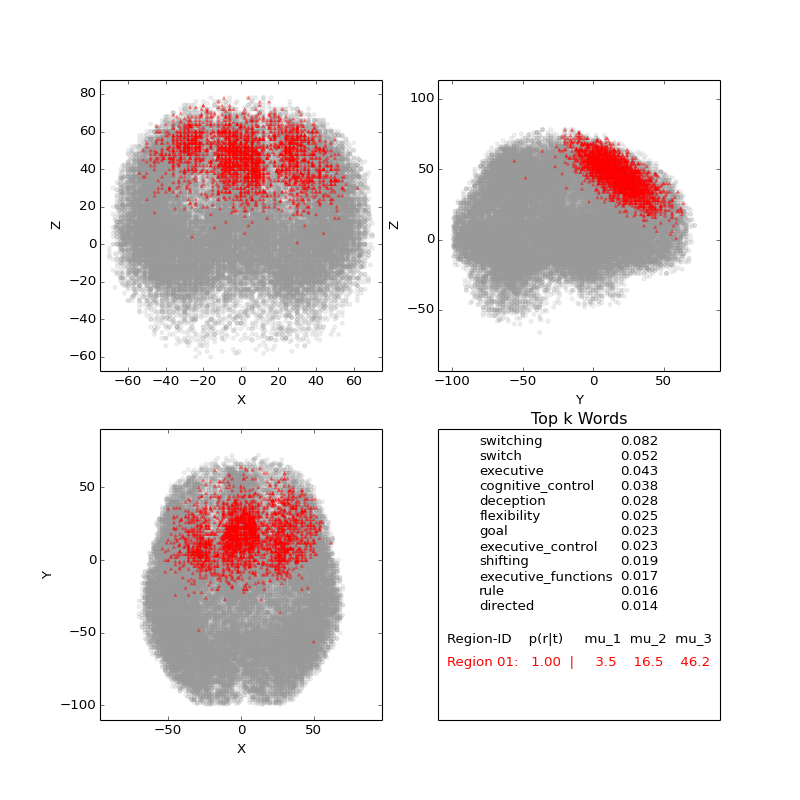 80
60
40
20
0
−20
−40
−60
Z
−60 −40 −20 0 20 40 60
X
100
50
0
−50
Z
−100 −50 0 50
Y
50
0
−50
−100
Y
−50 0 50
X
Top k Words
switching 0.082
switch 0.052
executive 0.043
cognitive_control 0.038
deception 0.028
flexibility 0.025
goal 0.023
executive_control 0.023
shifting 0.019
executive_functions 0.017
rule 0.016
directed 0.014
Region-ID p(r|t) mu_1 mu_2 mu_3
Region 01: 1.00 | 3.5 16.5 46.2